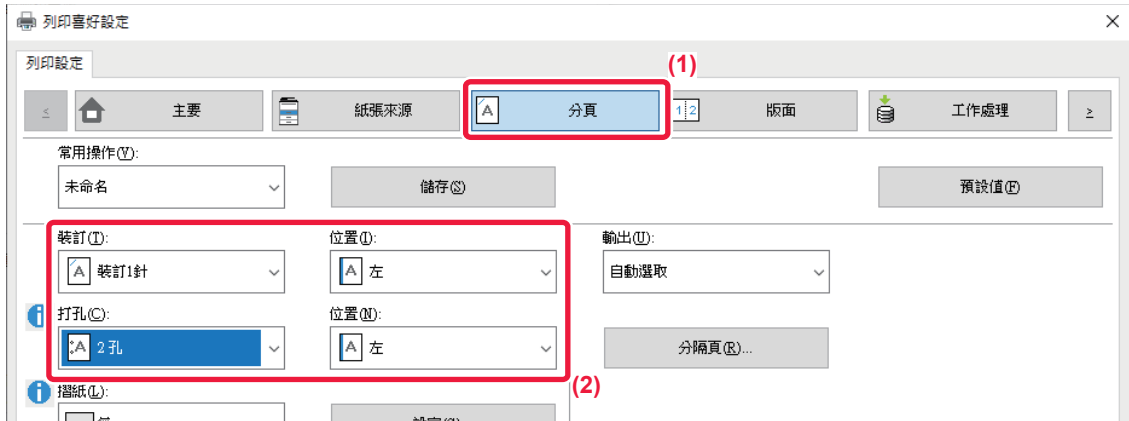 列印喜好設定
列印設定
(1)
≤ 主要 紙張來源 A 分頁 1 2 版面 工作處理 ≥
常用操作(V):
未命名 儲存(S) 預設值(F)
裝訂(T): 位置(I): 輸出(U):
A 裝訂1針 A 左 自動選取
打孔(C): 位置(N):
A 2 孔 A 左 分隔頁(R)...
(2)
摺紙(L):